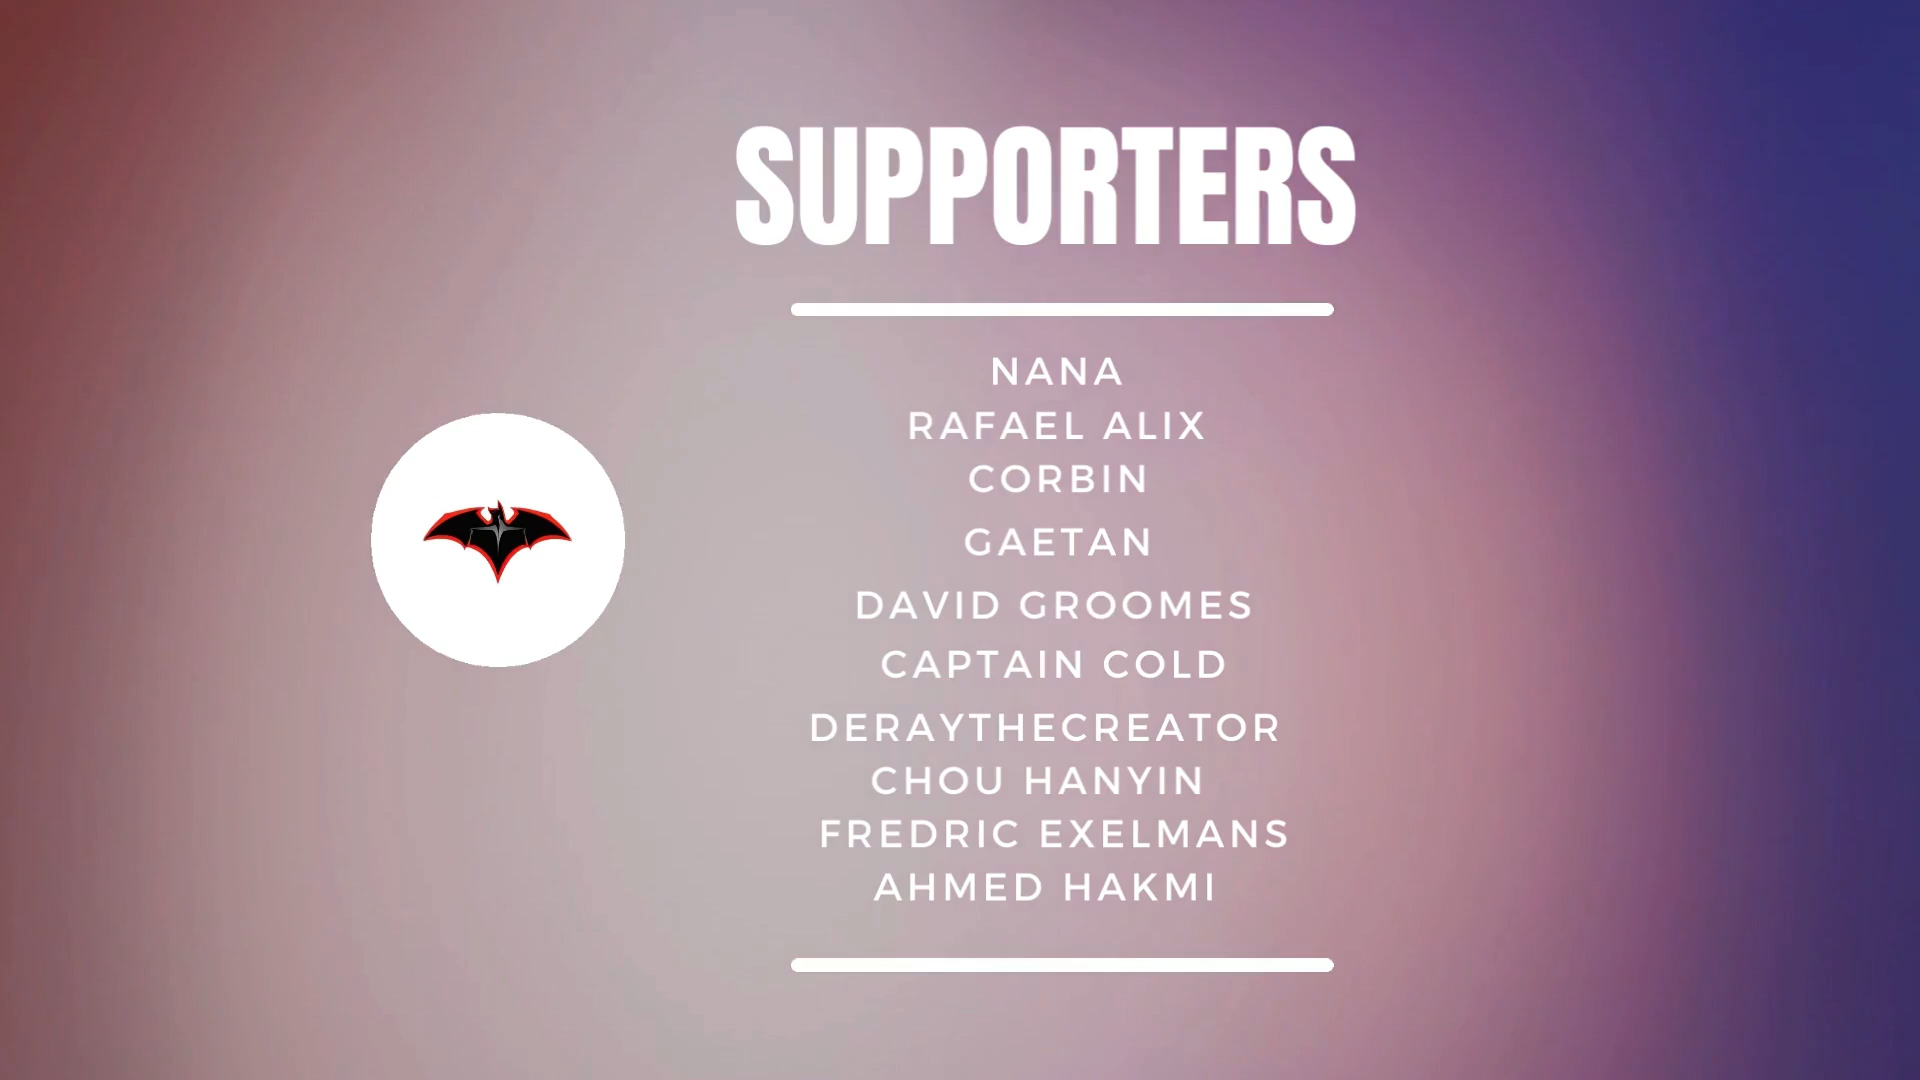 SUPPORTERS
NANA
RAFAEL ALIX
CORBIN
GAETAN
DAVID GROOMES
CAPTAIN COLD
DERAYTHECREATOR
CHOU HANYIN
FREDRIC EXELMANS
AHMED HAKMI